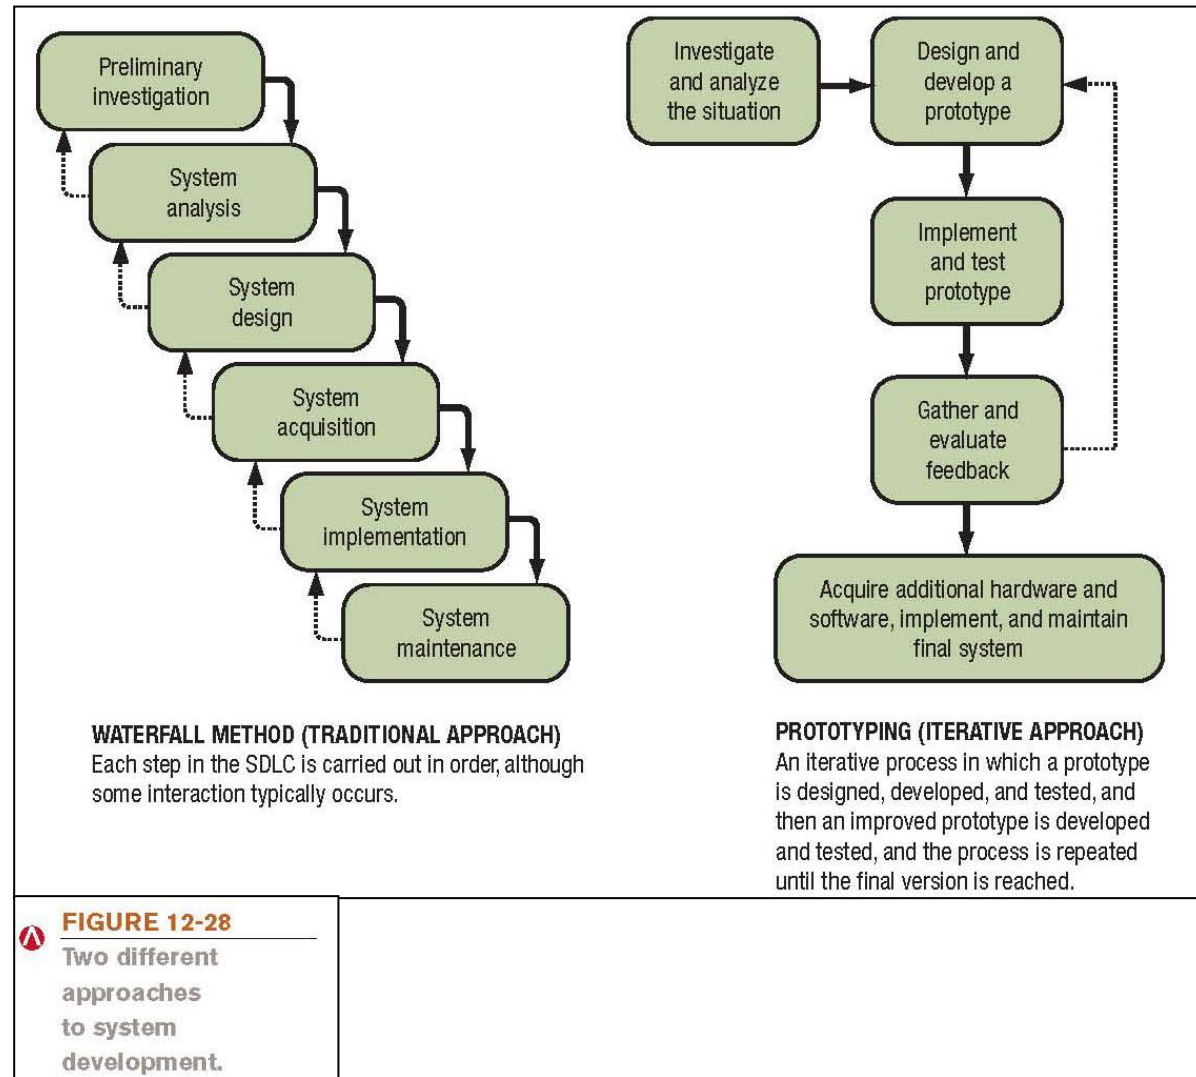 Preliminary
investigation
System
analysis
System
design
System
acquisition
System
implementation
System
maintenance
WATERFALL METHOD (TRADITIONAL APPROACH)
Each step in the SDLC is carried out in order, although
some interaction typically occurs.
Investigate
and analyze
the situation
Design and
develop a
prototype
Implement
and test
prototype
Gather and
evaluate
feedback
Acquire additional hardware and
software, implement, and maintain
final system
PROTOTYPING (ITERATIVE APPROACH)
An iterative process in which a prototype
is designed, developed, and tested, and
then an improved prototype is developed
and tested, and the process is repeated
until the final version is reached.
FIGURE 12-28
Two different
approaches
to system
development.